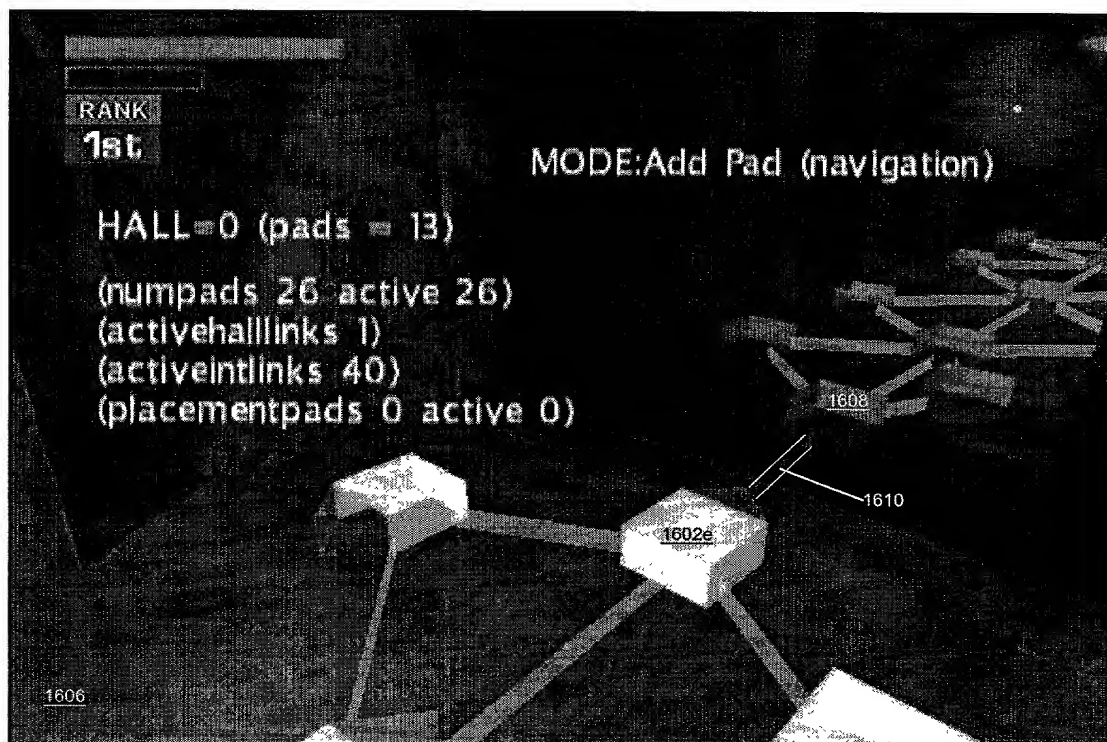 RANK
1st
MODE:Add Pad (navigation)
HALL=0 (pads = 13)
(numpads 26 active 26)
(activehalllinks 1)
(activeintlinks 40)
(placementpads 0 active 0)
1608
1610
1602e
1606